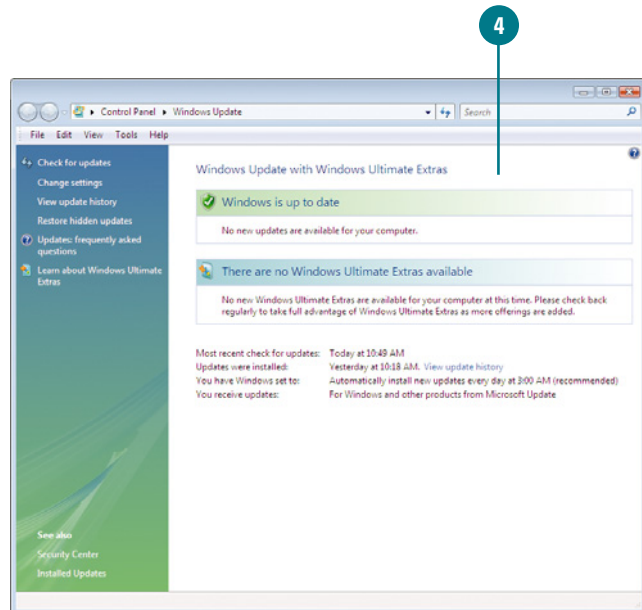 4
Control Panel ▸ Windows Update
Search
File Edit View Tools Help
Check for updates
Change settings
View update history
Restore hidden updates
Updates: frequently asked
questions
Learn about Windows Ultimate
Extras
See also
Security Center
Installed Updates
Windows Update with Windows Ultimate Extras
Windows is up to date
No new updates are available for your computer.
There are no Windows Ultimate Extras available
No new Windows Ultimate Extras are available for your computer at this time. Please check back
regularly to take full advantage of Windows Ultimate Extras as more offerings are added.
Most recent check for updates: Today at 10:49 AM
Updates were installed: Yesterday at 10:18 AM. View update history
You have Windows set to: Automatically install new updates every day at 3:00 AM (recommended)
You receive updates: For Windows and other products from Microsoft Update